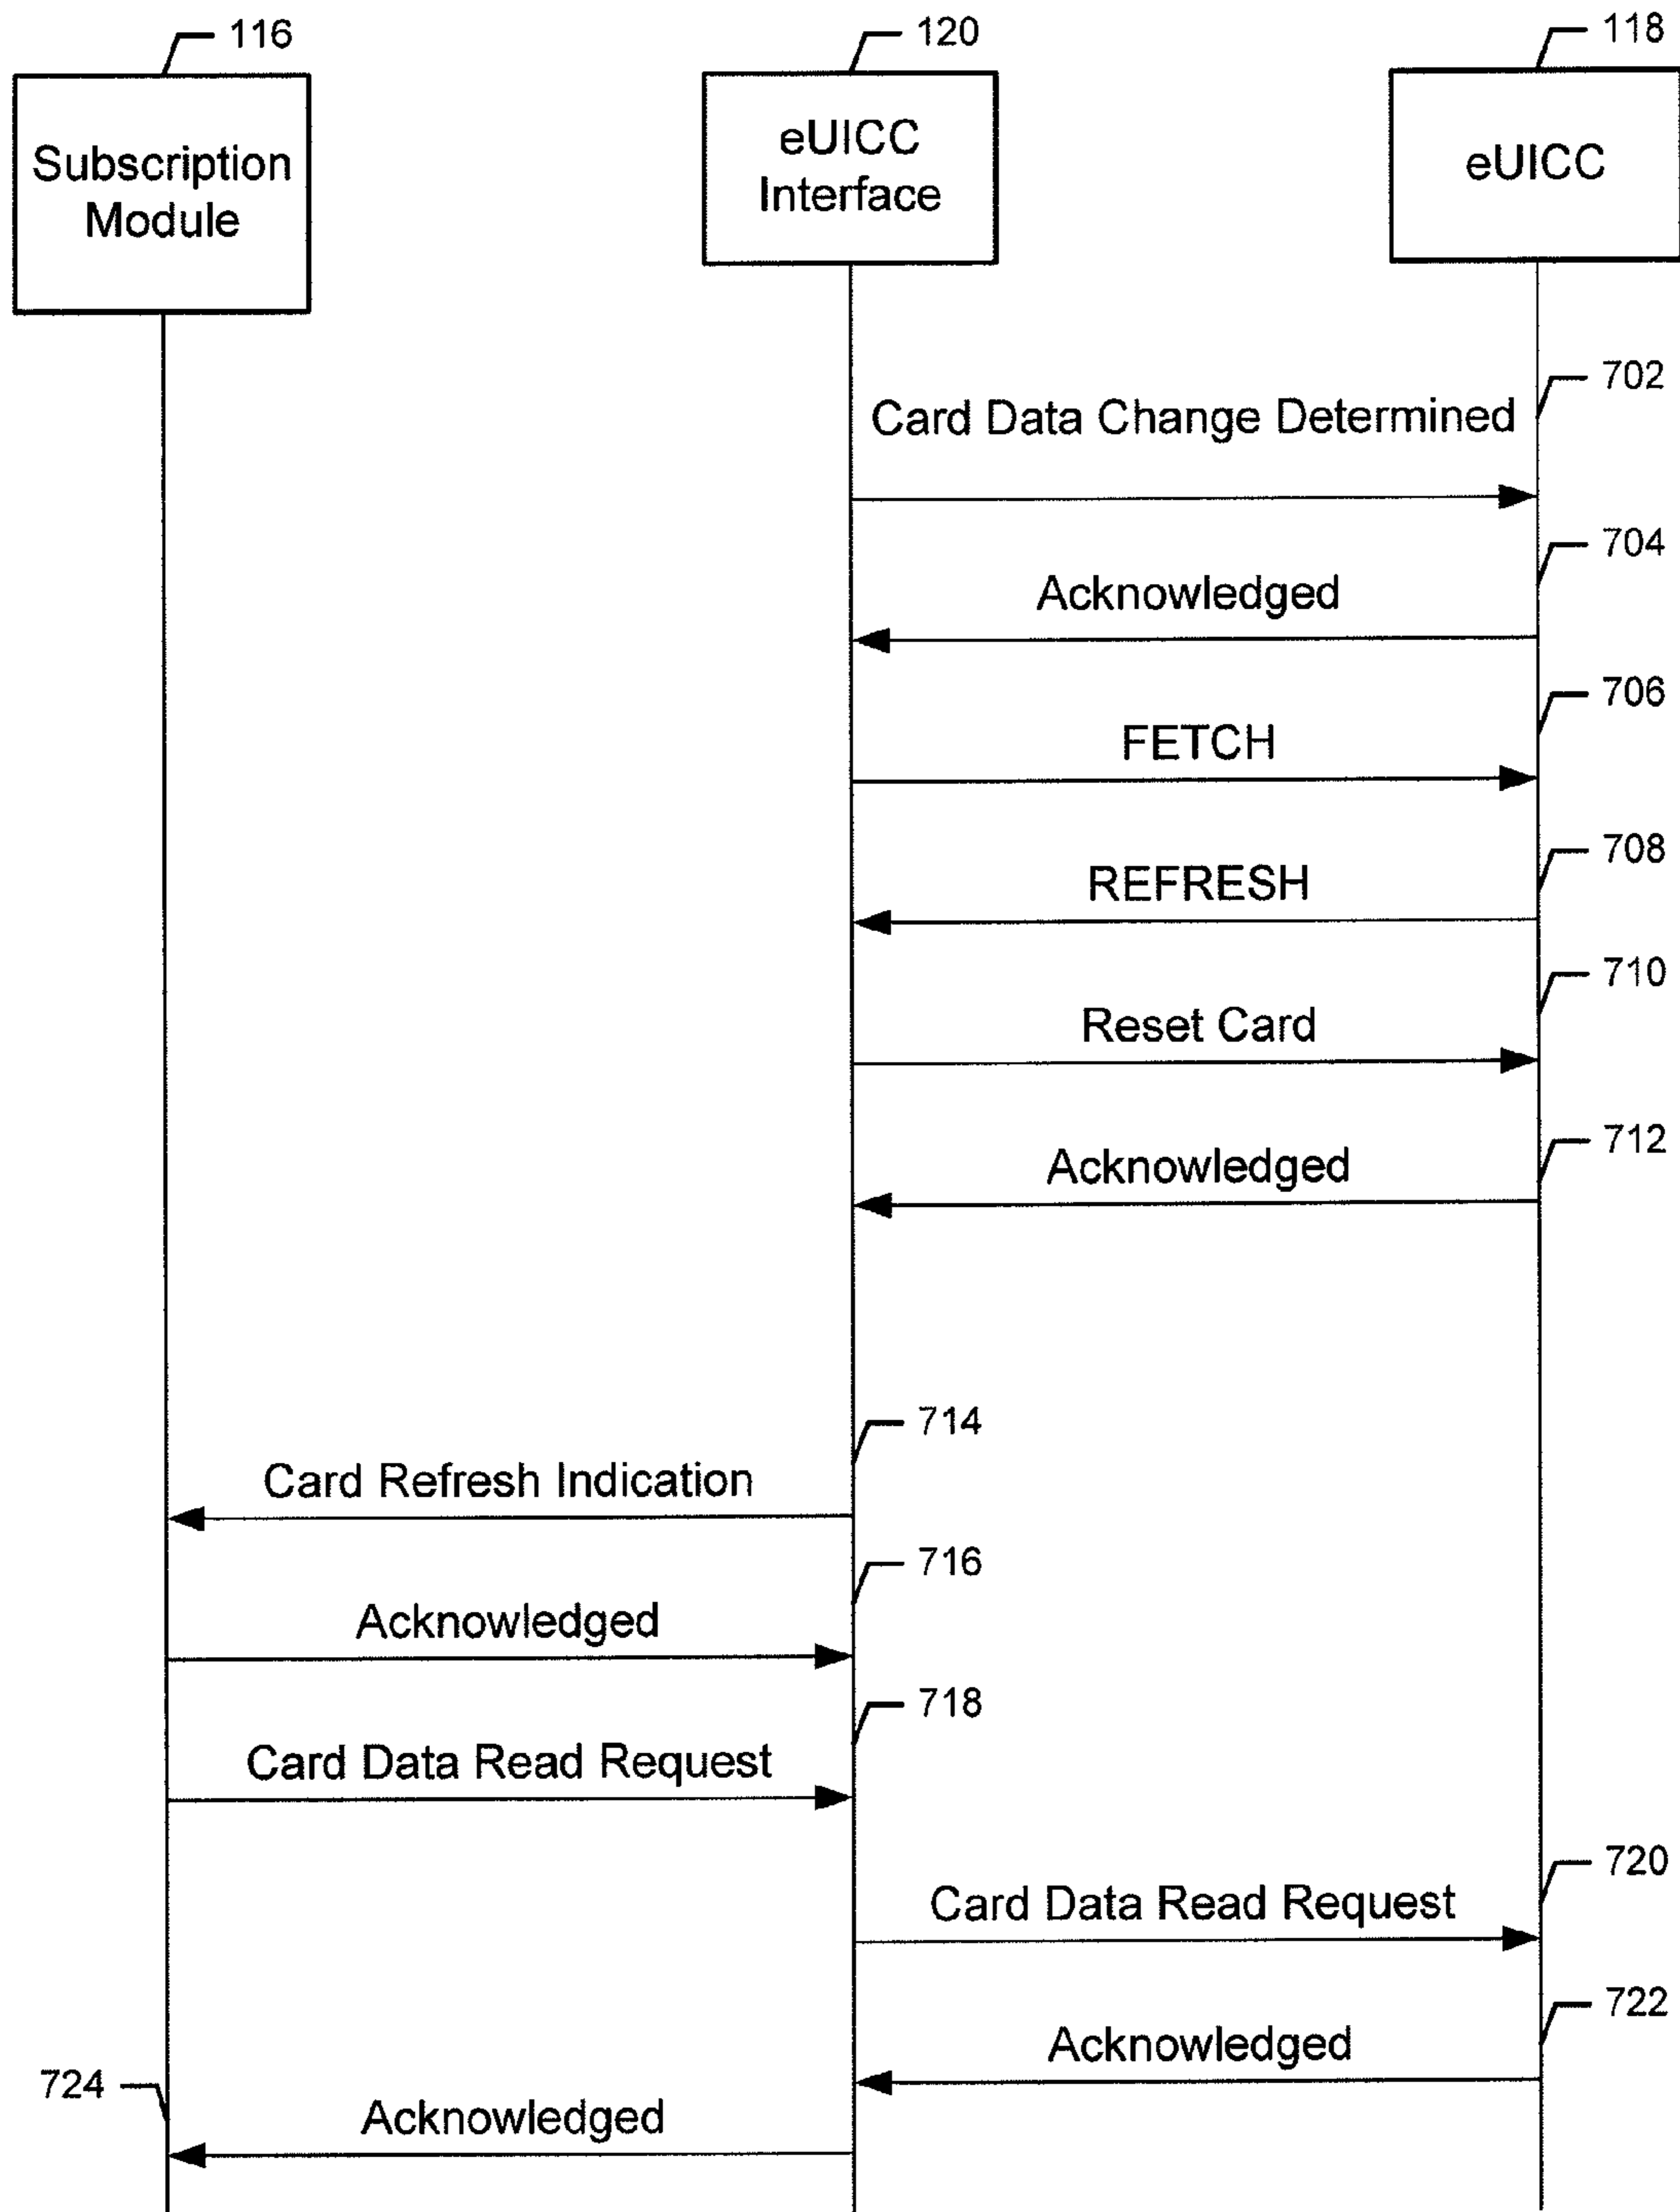 116
120
118
Subscription
Module
eUICC
Interface
eUICC
702
Card Data Change Determined
704
Acknowledged
706
FETCH
708
REFRESH
710
Reset Card
712
Acknowledged
714
Card Refresh Indication
716
Acknowledged
718
Card Data Read Request
720
Card Data Read Request
722
Acknowledged
724
Acknowledged